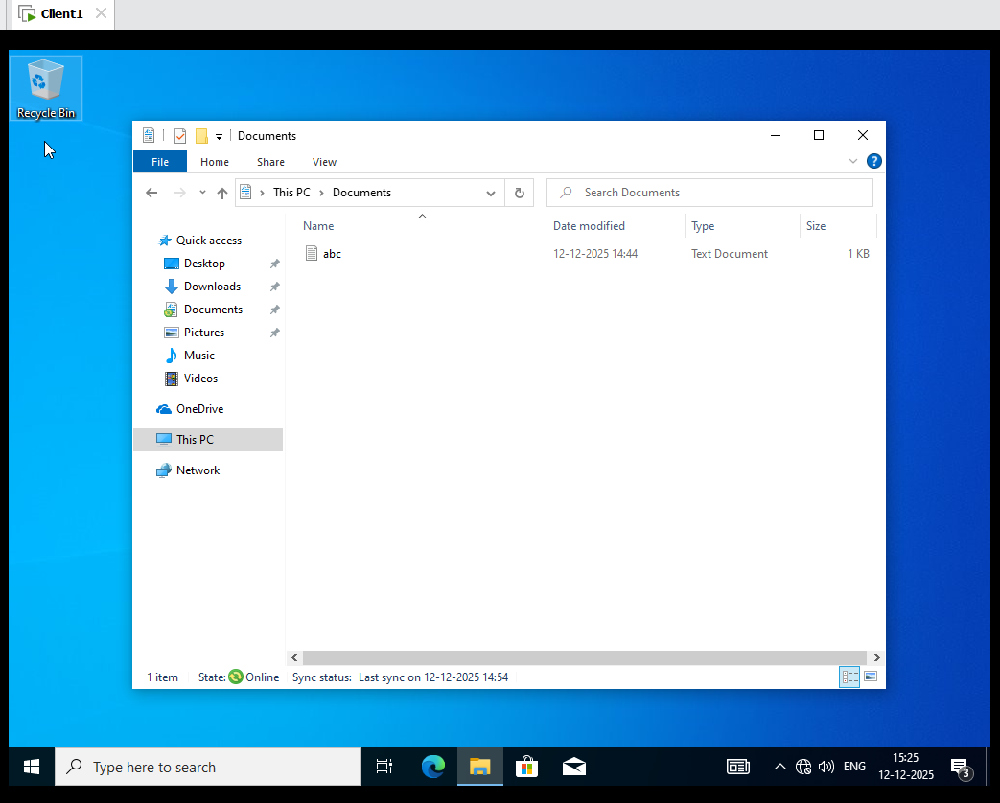 Client1
Recycle Bin
Documents
File Home Share View
?
This PC Documents
Search Documents
Name Date modified Type Size
abc 12-12-2025 14:44 Text Document 1 KB
Quick access
Desktop
Downloads
Documents
Pictures
Music
Videos
OneDrive
This PC
Network
1 item State: Online Sync status: Last sync on 12-12-2025 14:54
Type here to search
ENG
15:25
12-12-2025
3